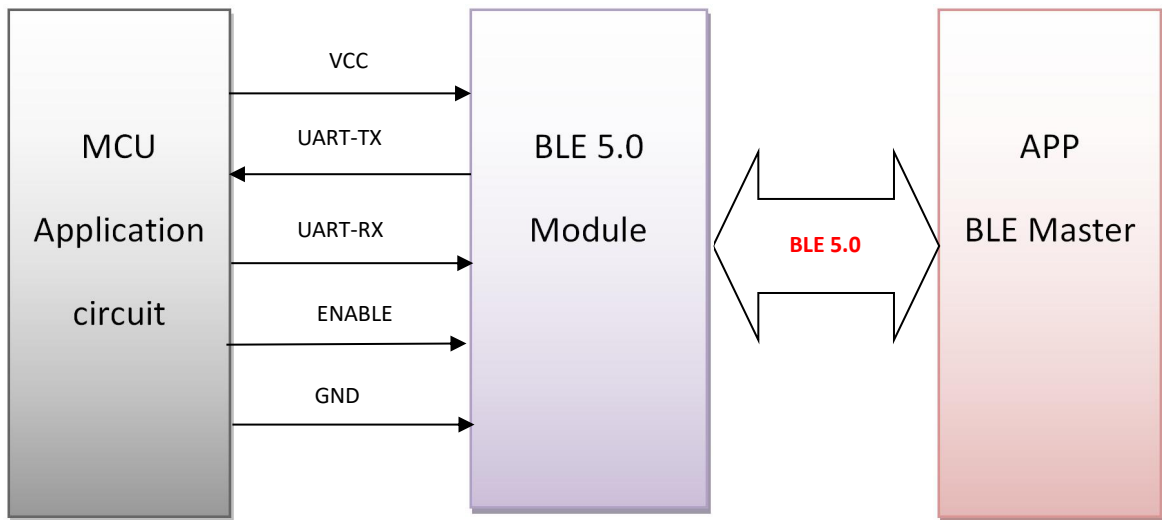 MCU
Application
circuit
VCC
UART-TX
UART-RX
ENABLE
GND
BLE 5.0
Module
BLE 5.0
APP
BLE Master